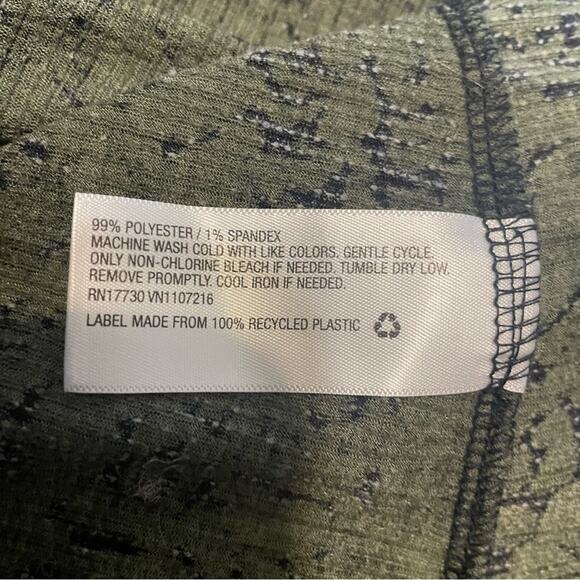 99% POLYESTER / 1% SPANDEX
MACHINE WASH COLD WITH LIKE COLORS. GENTLE CYCLE.
ONLY NON-CHLORINE BLEACH IF NEEDED. TUMBLE DRY LOW.
REMOVE PROMPTLY. COOL IRON IF NEEDED.
RN17730 VN1107216
LABEL MADE FROM 100% RECYCLED PLASTIC